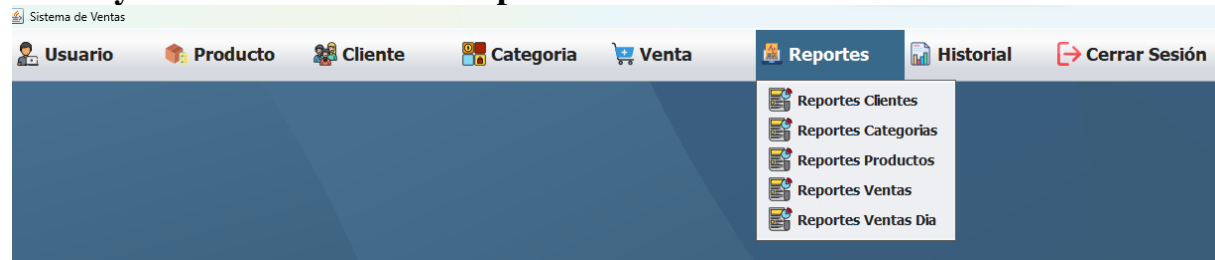 Sistema de Ventas
Usuario Producto Cliente Categoria Venta Reportes Historial Cerrar Sesión
Reportes Clientes
Reportes Categorias
Reportes Productos
Reportes Ventas
Reportes Ventas Dia